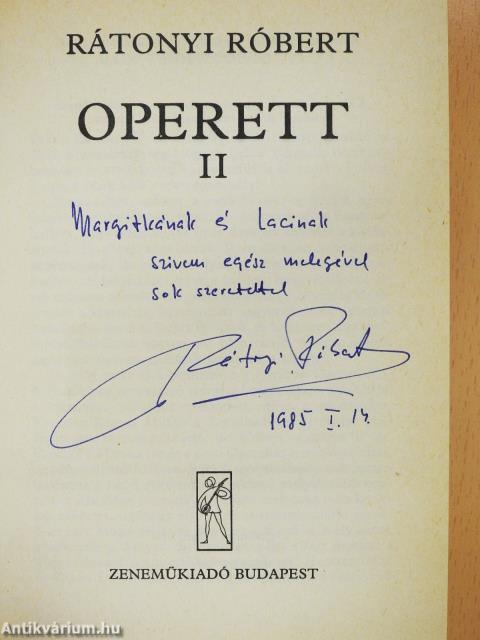 RÁTONYI RÓBERT
OPERETT
II
Margitkának és Lacinak
szivem egész melegével
sok szeretettel
Rátonyi Róbert
1985 I. 14.
ZENEMŰKIADÓ BUDAPEST
Antikvárium.hu